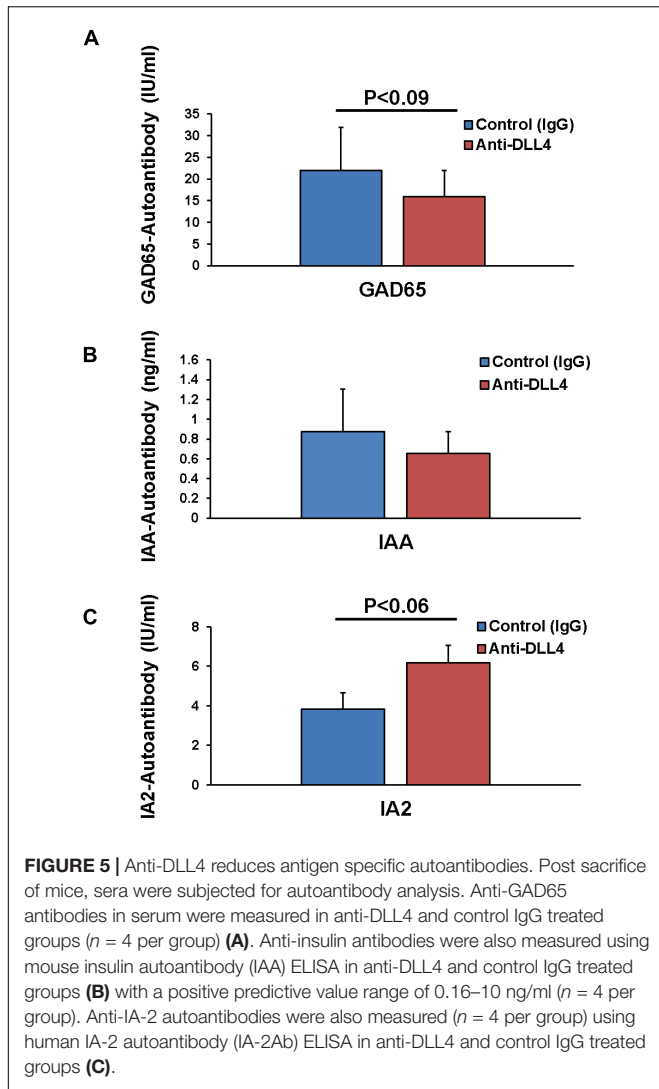 A
GAD65-Autoantibody (IU/ml)
P<0.09
35
30
25
20
15
10
5
0
Control (IgG)
Anti-DLL4
GAD65
B
IAA-Autoantibody (ng/ml)
1.6
1.4
1.2
1
0.8
0.6
0.4
0.2
0
Control (IgG)
Anti-DLL4
IAA
C
IA2-Autoantibody (IU/ml)
P<0.06
8
6
4
2
0
Control (IgG)
Anti-DLL4
IA2
FIGURE 5 | Anti-DLL4 reduces antigen specific autoantibodies. Post sacrifice
of mice, sera were subjected for autoantibody analysis. Anti-GAD65
antibodies in serum were measured in anti-DLL4 and control IgG treated
groups (n = 4 per group) (A). Anti-insulin antibodies were also measured using
mouse insulin autoantibody (IAA) ELISA in anti-DLL4 and control IgG treated
groups (B) with a positive predictive value range of 0.16–10 ng/ml (n = 4 per
group). Anti-IA-2 autoantibodies were also measured (n = 4 per group) using
human IA-2 autoantibody (IA-2Ab) ELISA in anti-DLL4 and control IgG treated
groups (C).